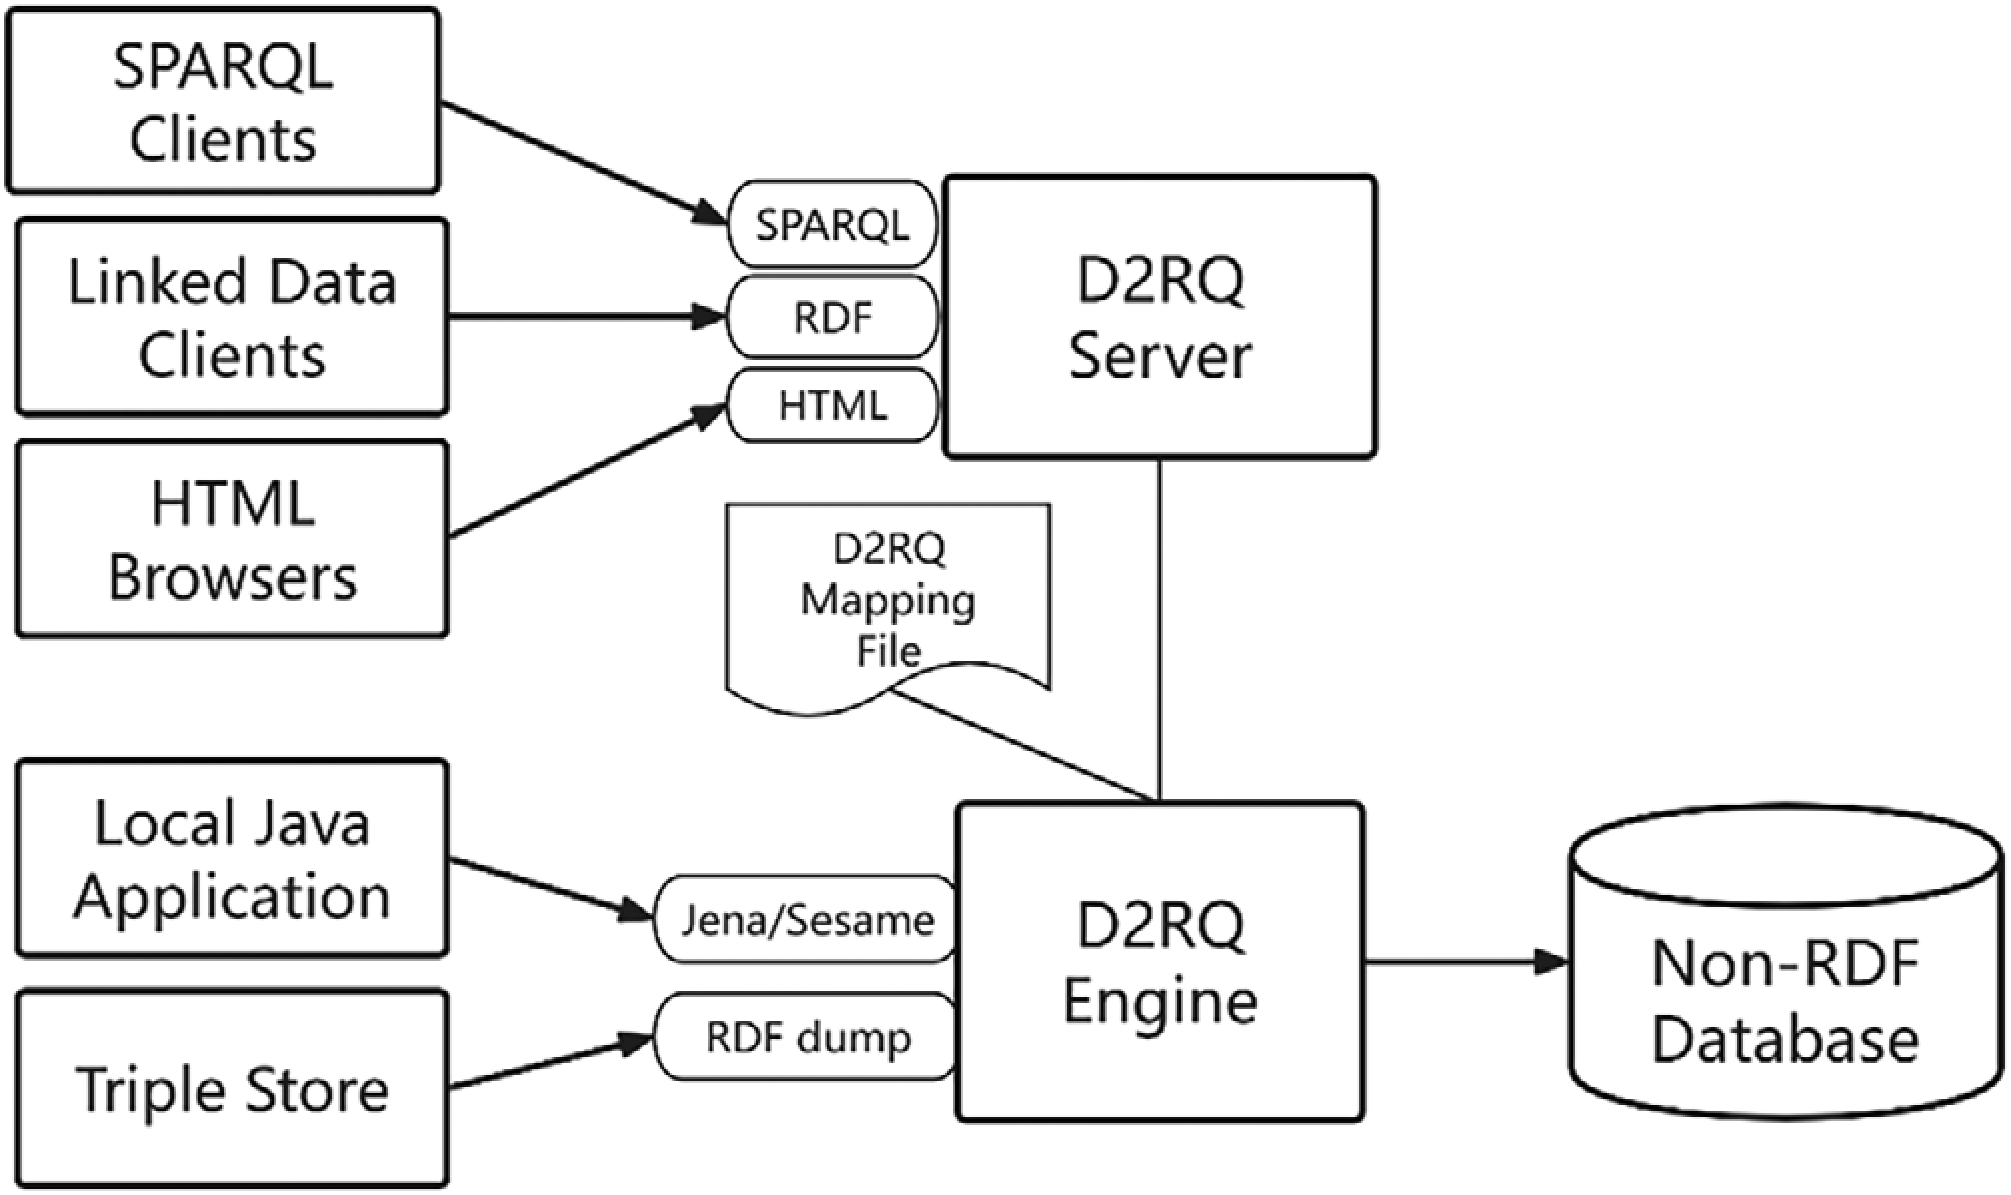 SPARQL
Clients
Linked Data
Clients
HTML
Browsers
SPARQL
RDF
HTML
D2RQ
Server
D2RQ
Mapping
File
Local Java
Application
Triple Store
Jena/Sesame
RDF dump
D2RQ
Engine
Non-RDF
Database